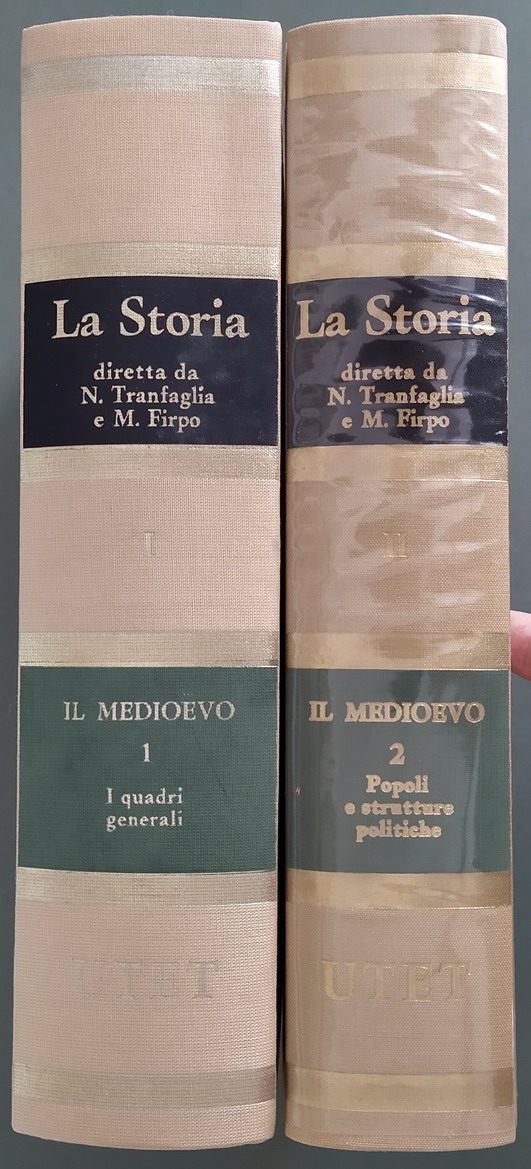 La Storia
diretta da
N. Tranfaglia
e M. Firpo
I
IL MEDIOEVO
1
I quadri
generali
UTET
La Storia
diretta da
N. Tranfaglia
e M. Firpo
II
IL MEDIOEVO
2
Popoli
e strutture
politiche
UTET